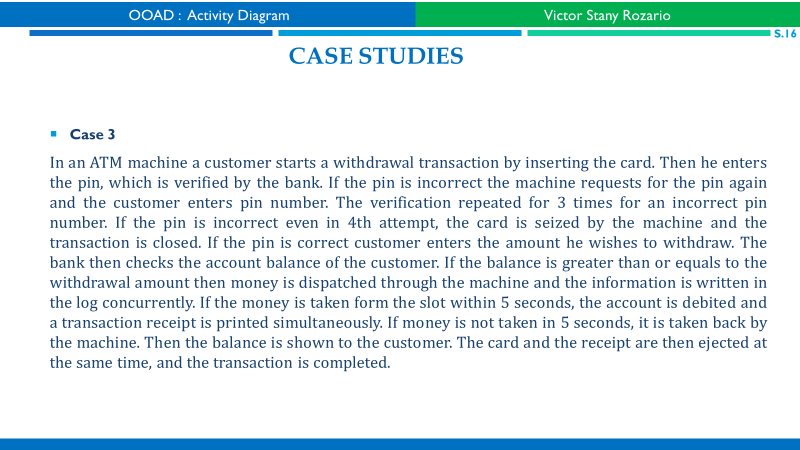 OOAD : Activity Diagram
Victor Stany Rozario
S.16
CASE STUDIES
▪ Case 3
In an ATM machine a customer starts a withdrawal transaction by inserting the card. Then he enters
the pin, which is verified by the bank. If the pin is incorrect the machine requests for the pin again
and the customer enters pin number. The verification repeated for 3 times for an incorrect pin
number. If the pin is incorrect even in 4th attempt, the card is seized by the machine and the
transaction is closed. If the pin is correct customer enters the amount he wishes to withdraw. The
bank then checks the account balance of the customer. If the balance is greater than or equals to the
withdrawal amount then money is dispatched through the machine and the information is written in
the log concurrently. If the money is taken form the slot within 5 seconds, the account is debited and
a transaction receipt is printed simultaneously. If money is not taken in 5 seconds, it is taken back by
the machine. Then the balance is shown to the customer. The card and the receipt are then ejected at
the same time, and the transaction is completed.